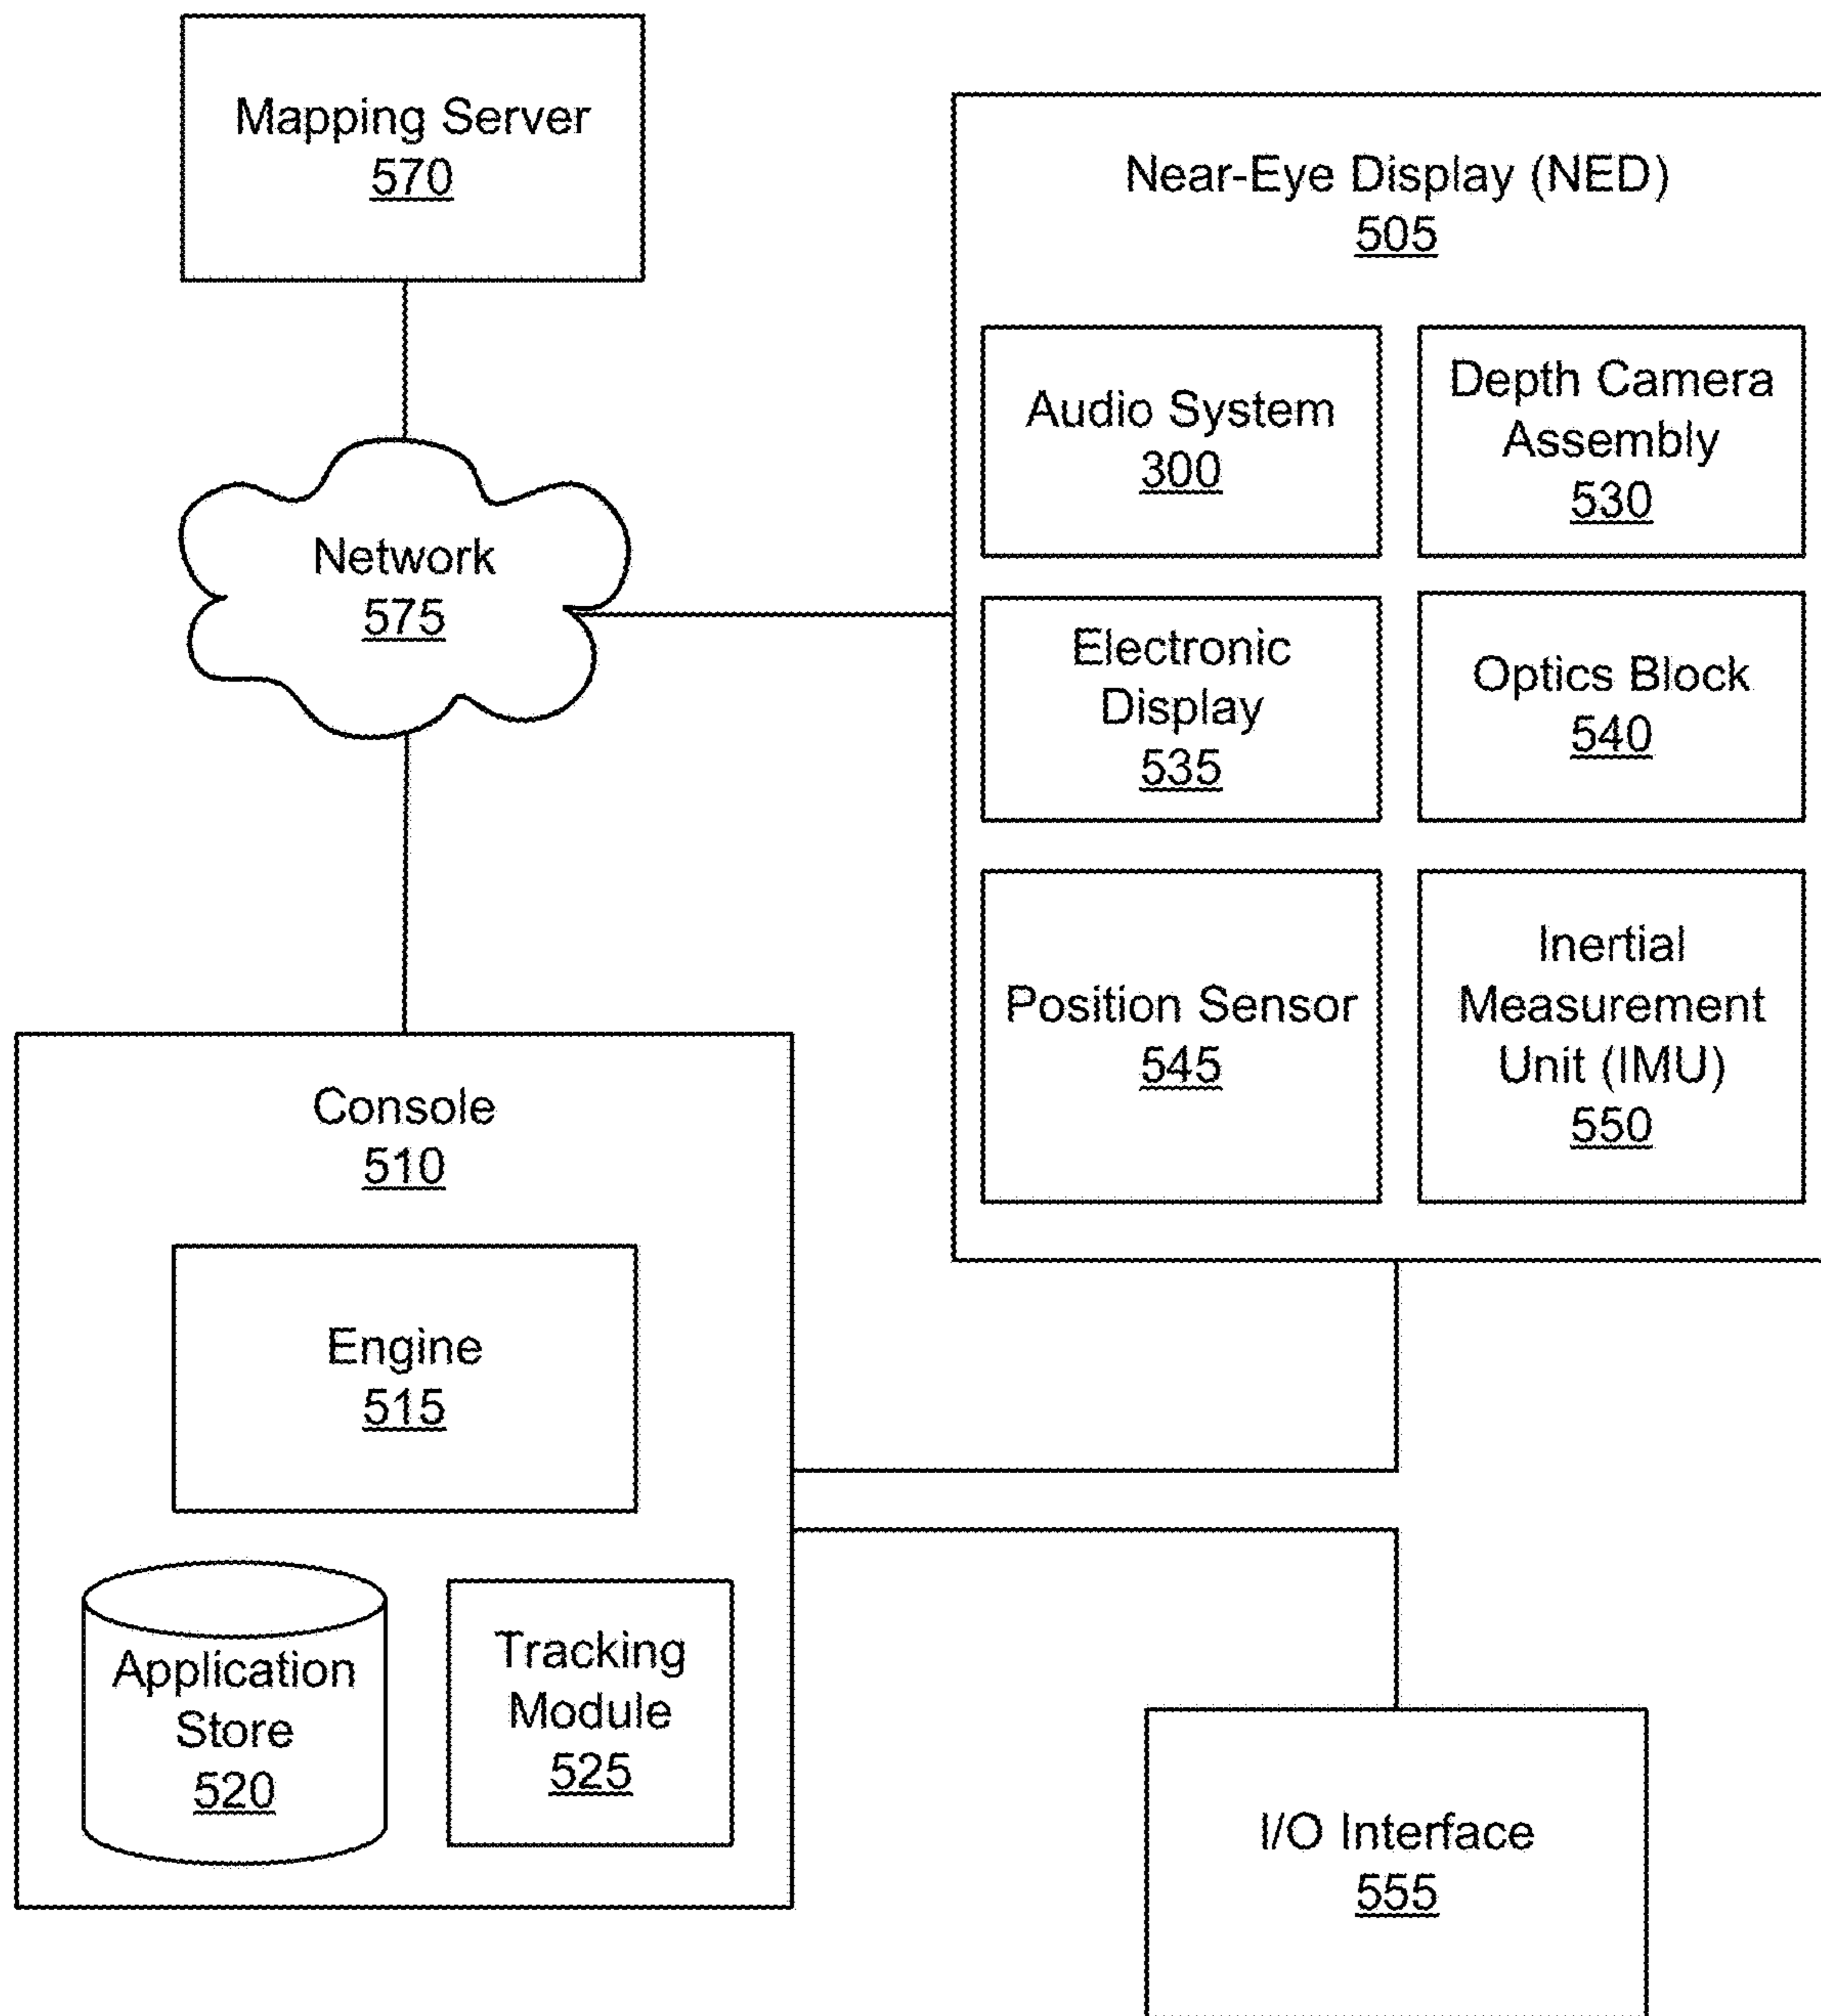 Mapping Server
570
Near-Eye Display (NED)
505
Audio System
300
Depth Camera
Assembly
530
Network
575
Electronic
Display
535
Optics Block
540
Position Sensor
545
Inertial
Measurement
Unit (IMU)
550
Console
510
Engine
515
Application
Store
520
Tracking
Module
525
I/O Interface
555